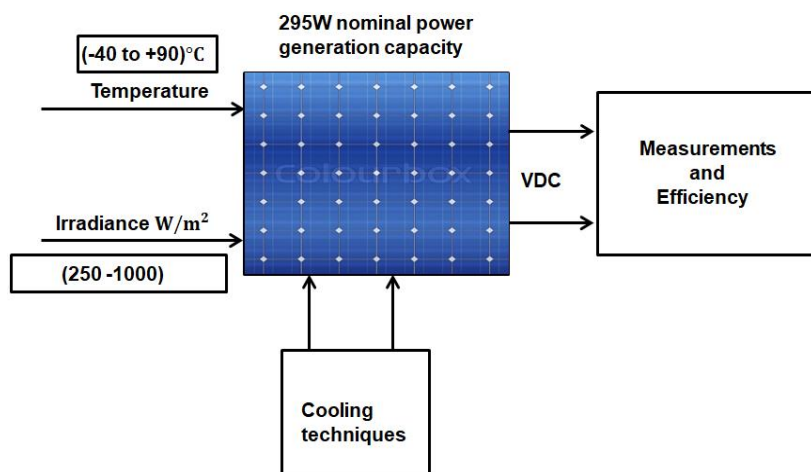 295W nominal power
generation capacity
(-40 to +90)°C
Temperature
Irradiance W/m²
(250 -1000)
Colourbox
VDC
Measurements
and
Efficiency
Cooling
techniques